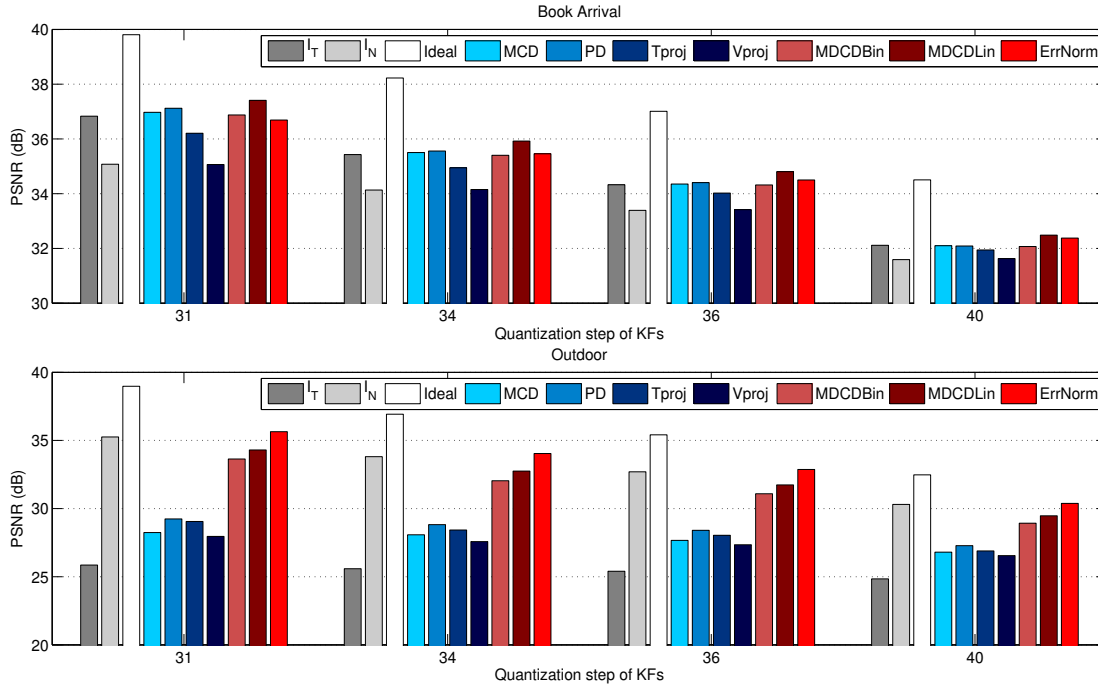 Book Arrival
40
I_T I_N Ideal MCD PD Tproj Vproj MDCDBin MDCDLin ErrNorm
38
36
34
32
30
PSNR (dB)
31 34 36 40
Quantization step of KFs
Outdoor
40
I_T I_N Ideal MCD PD Tproj Vproj MDCDBin MDCDLin ErrNorm
35
30
25
20
PSNR (dB)
31 34 36 40
Quantization step of KFs